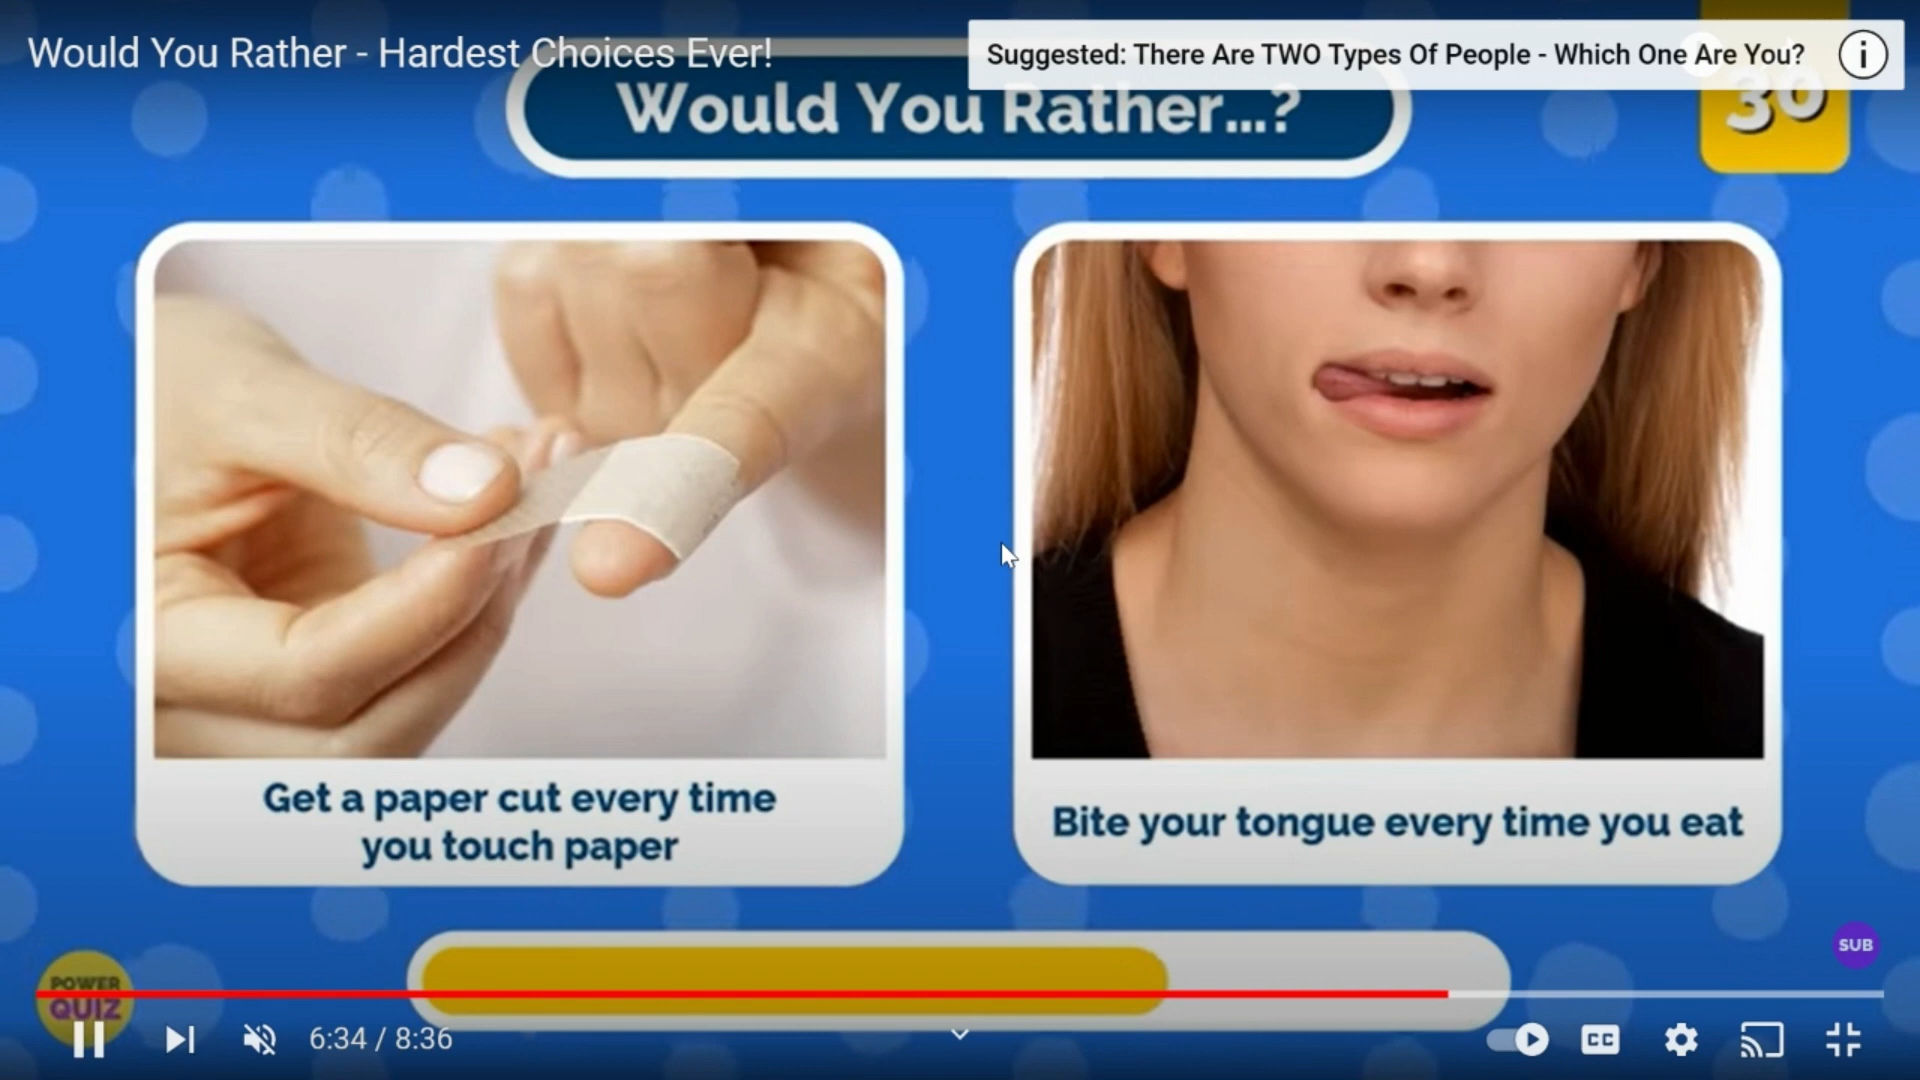 Would You Rather - Hardest Choices Ever!
Suggested: There Are TWO Types Of People - Which One Are You?
Would You Rather...?
30
Get a paper cut every time
you touch paper
Bite your tongue every time you eat
SUB
POWER
QUIZ
6:34 / 8:36
CC